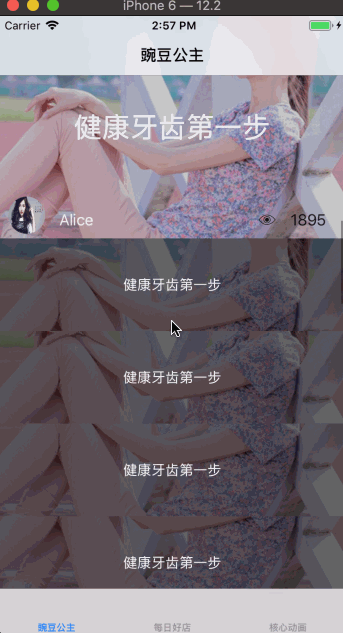 iPhone 6 — 12.2
Carrier 2:57 PM
豌豆公主
健康牙齿第一步
Alice 1895
健康牙齿第一步
健康牙齿第一步
健康牙齿第一步
健康牙齿第一步
豌豆公主 每日好店 核心动画